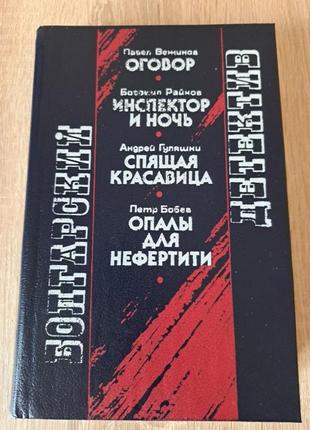 БОЛГАРСКИЙ
ДЕТЕКТИВ
Павел Вежинов
ОГОВОР
Богомил Райнов
ИНСПЕКТОР
И НОЧЬ
Андрей Гуляшки
СПЯЩАЯ
КРАСАВИЦА
Петр Бобев
ОПАЛЫ
ДЛЯ
НЕФЕРТИТИ